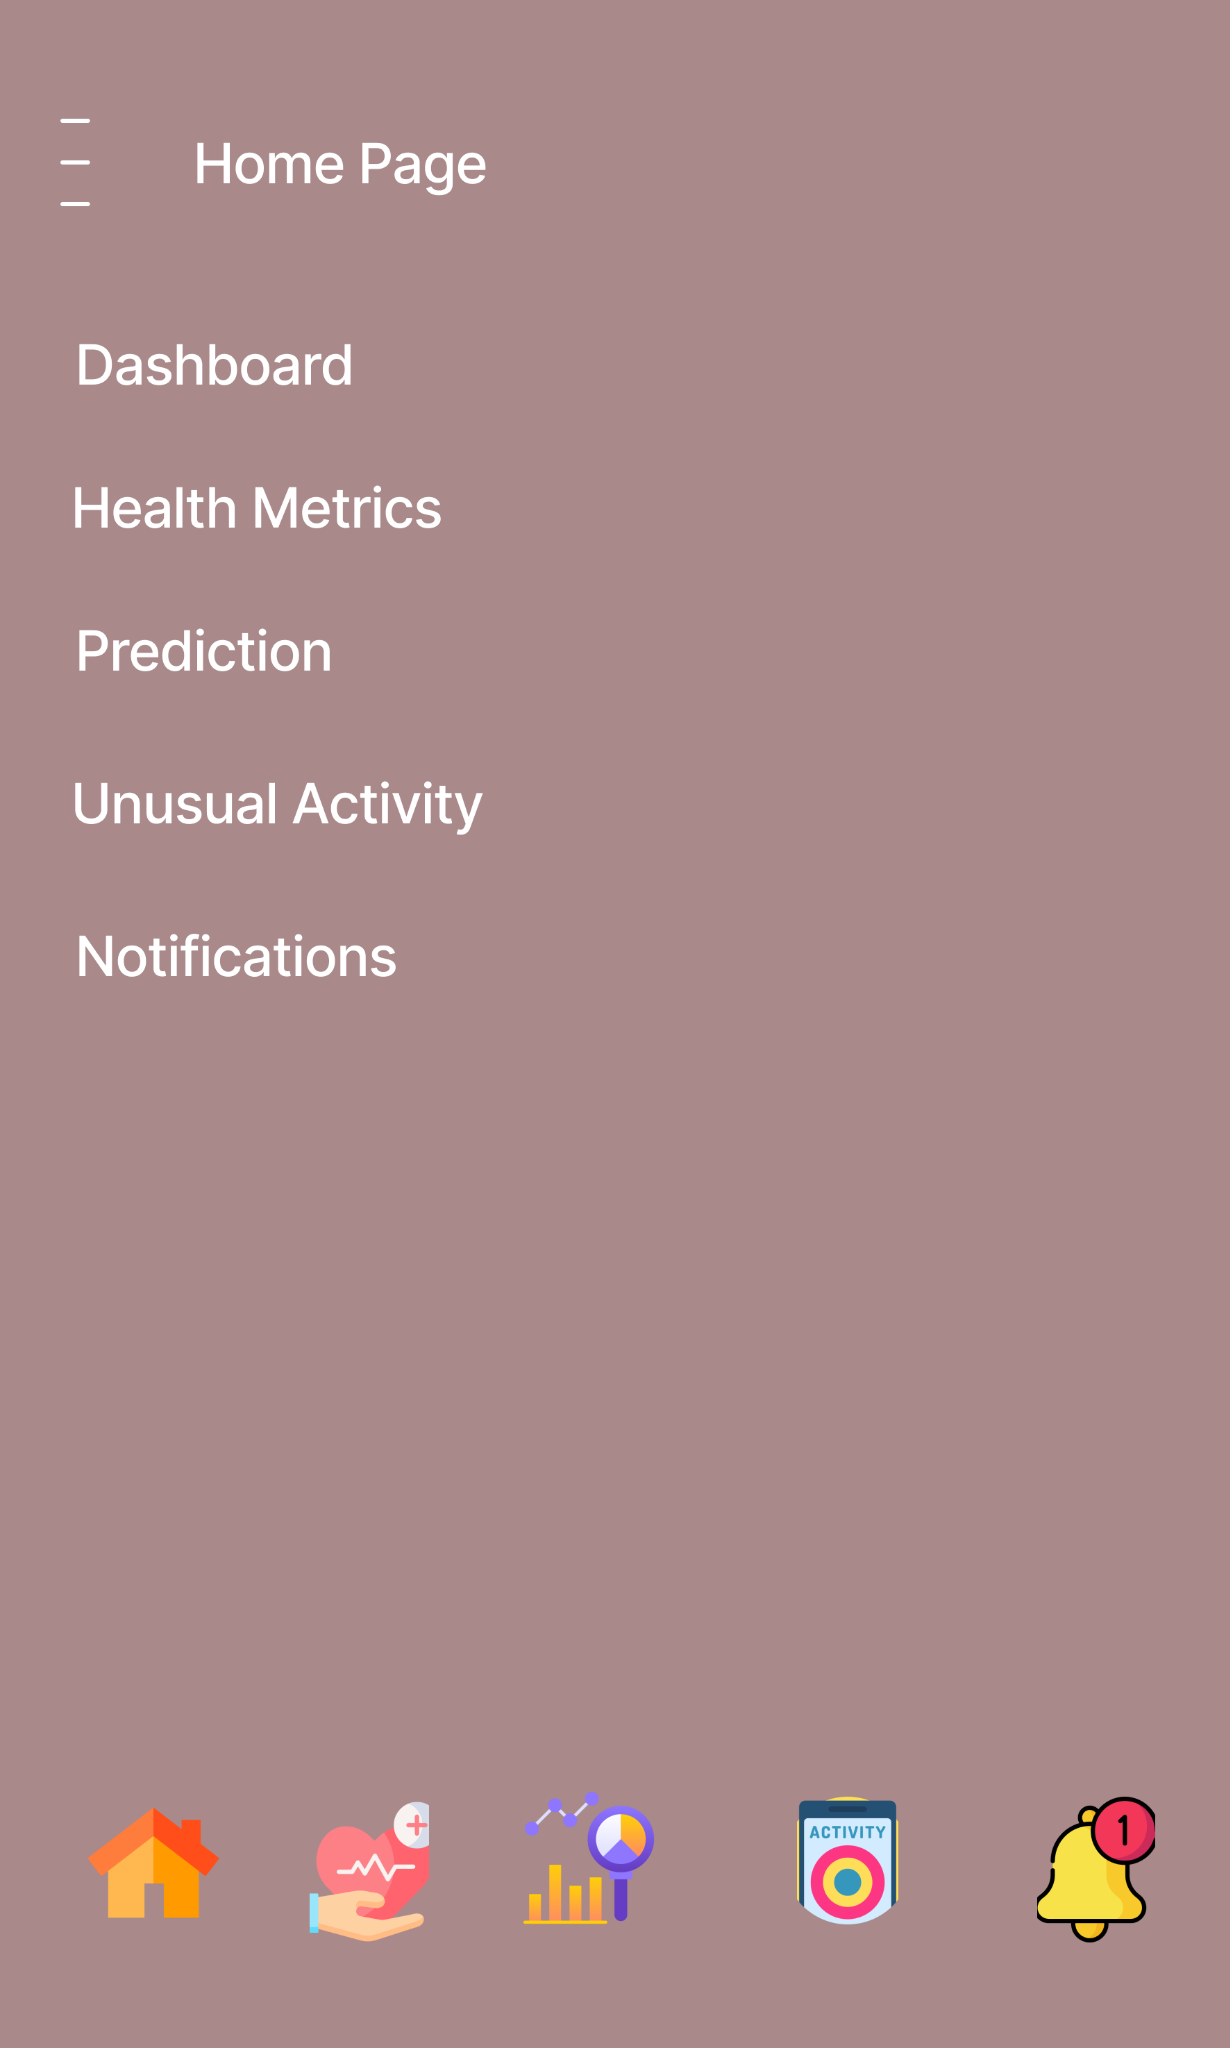 Home Page
Dashboard
Health Metrics
Prediction
Unusual Activity
Notifications
ACTIVITY
1